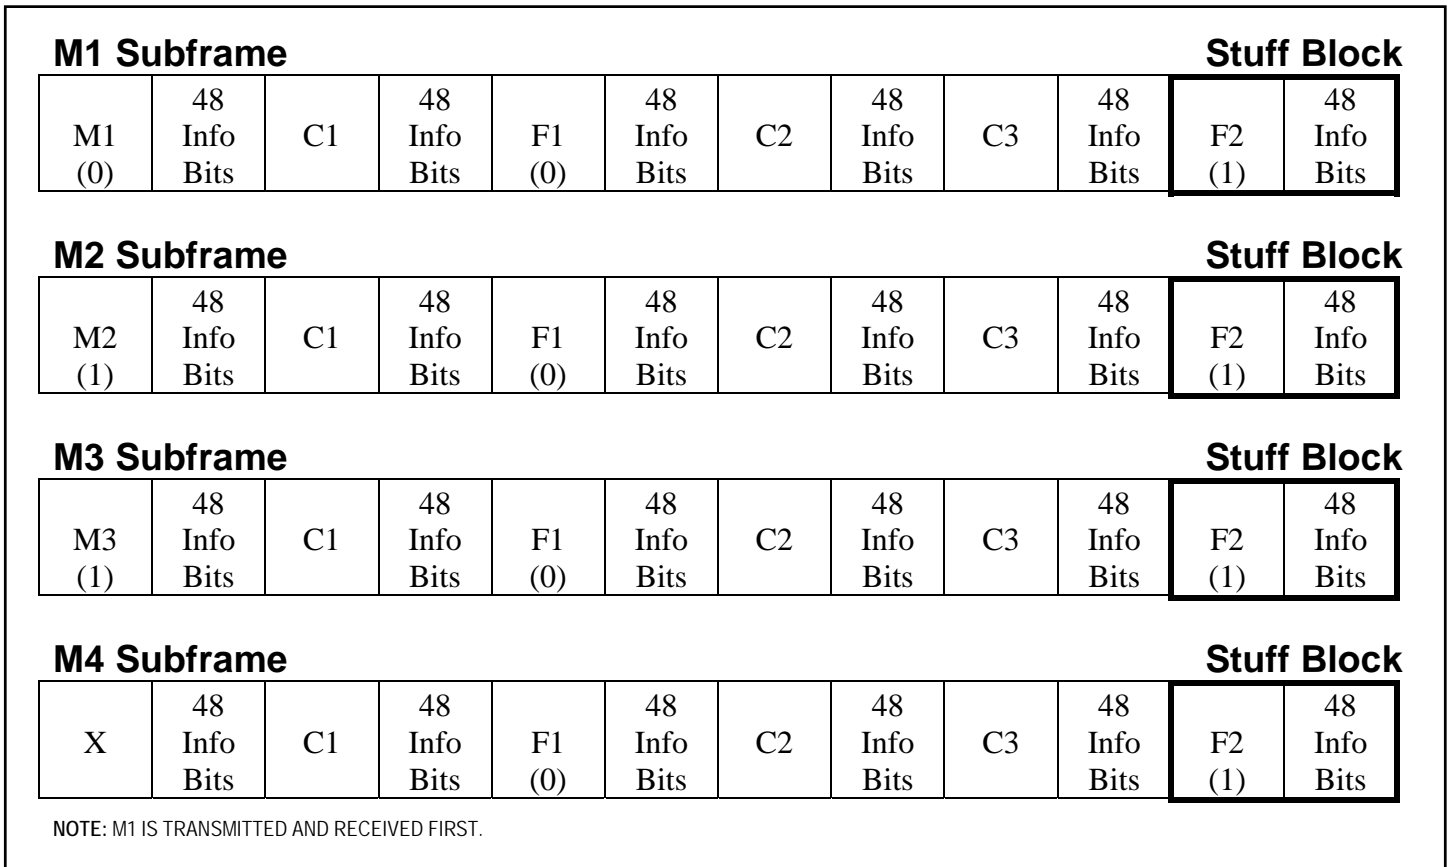 M1 Subframe Stuff Block
48 48 48 48 48 48
M1 Info C1 Info F1 Info C2 Info C3 Info F2 Info
(0) Bits Bits (0) Bits Bits Bits (1) Bits
M2 Subframe Stuff Block
48 48 48 48 48 48
M2 Info C1 Info F1 Info C2 Info C3 Info F2 Info
(1) Bits Bits (0) Bits Bits Bits (1) Bits
M3 Subframe Stuff Block
48 48 48 48 48 48
M3 Info C1 Info F1 Info C2 Info C3 Info F2 Info
(1) Bits Bits (0) Bits Bits Bits (1) Bits
M4 Subframe Stuff Block
48 48 48 48 48 48
X Info C1 Info F1 Info C2 Info C3 Info F2 Info
Bits Bits (0) Bits Bits Bits (1) Bits
NOTE: M1 IS TRANSMITTED AND RECEIVED FIRST.